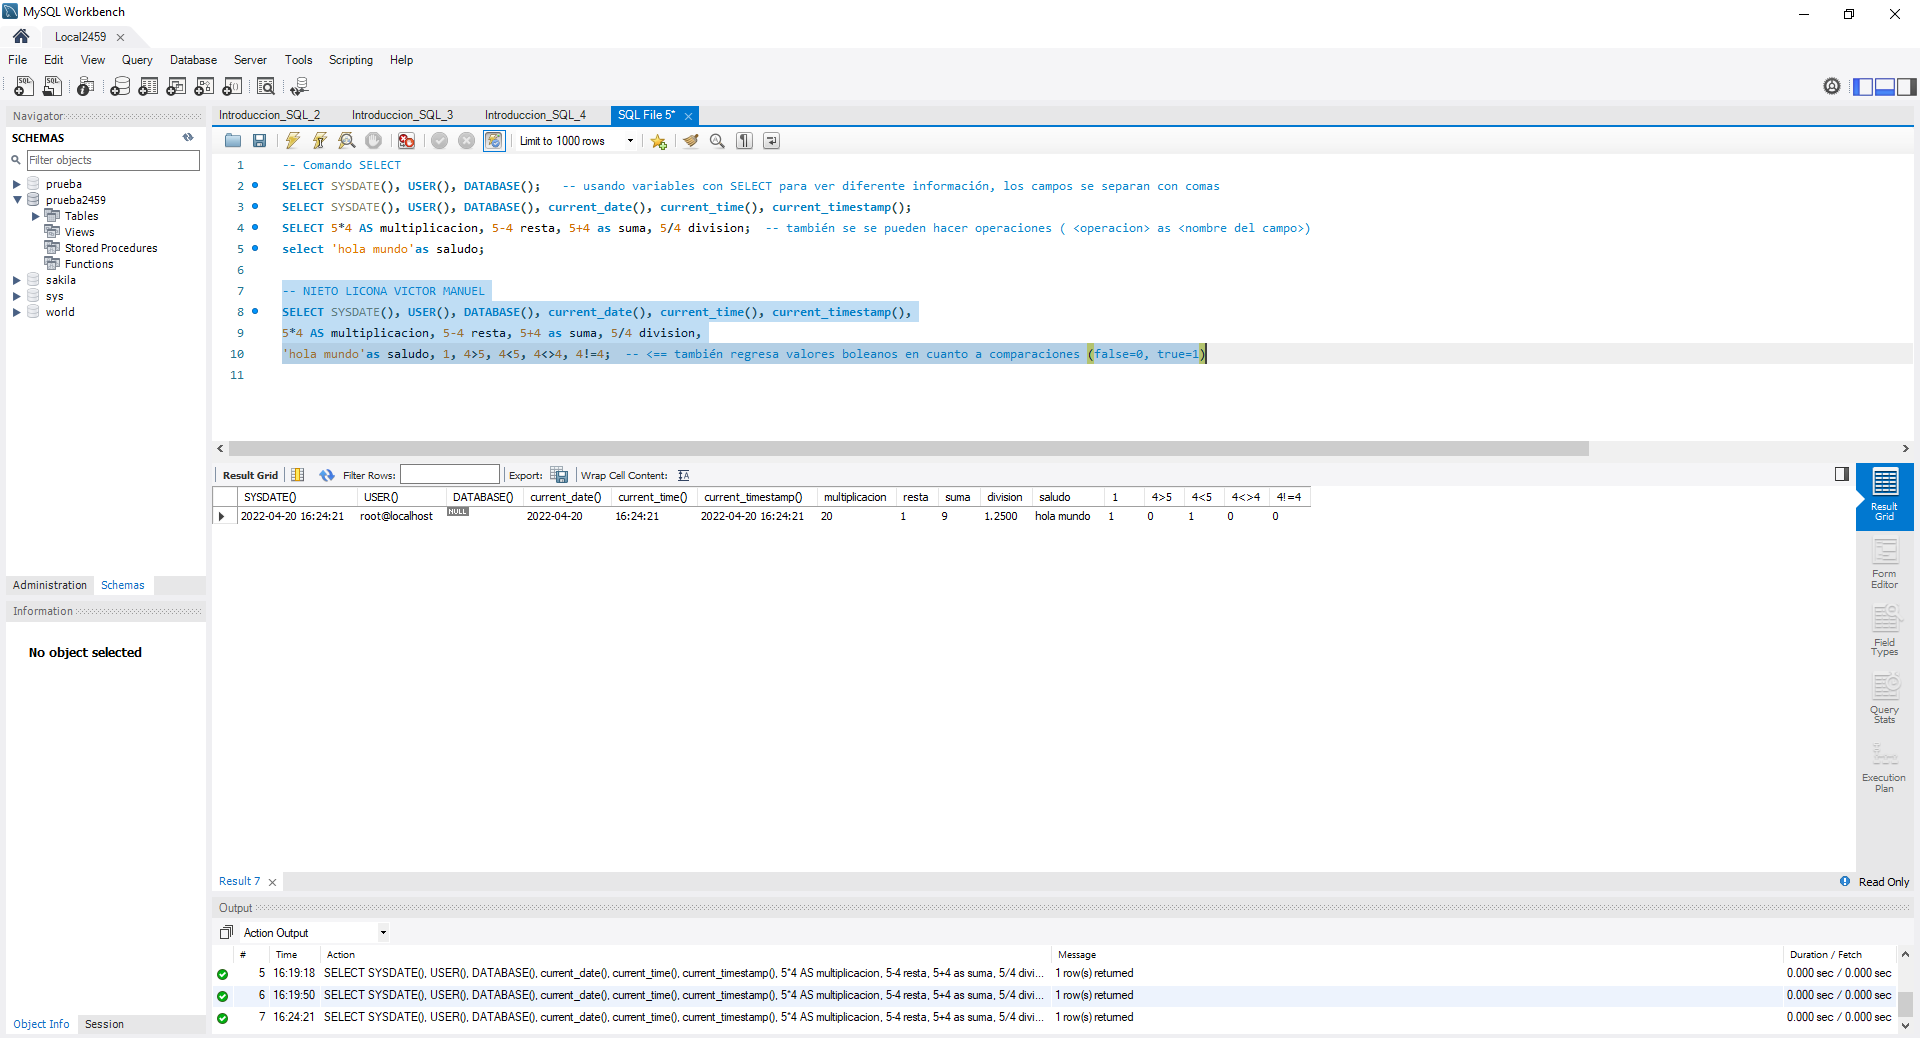 MySQL Workbench
Local2459
File Edit View Query Database Server Tools Scripting Help
Navigator
SCHEMAS
Filter objects
prueba
prueba2459
Tables
Views
Stored Procedures
Functions
sakila
sys
world
Administration Schemas
Information
No object selected
Object Info Session
Introduccion_SQL_2 Introduccion_SQL_3 Introduccion_SQL_4 SQL File 5*
Limit to 1000 rows
1 -- Comando SELECT
2 SELECT SYSDATE(), USER(), DATABASE(); -- usando variables con SELECT para ver diferente información, los campos se separan con comas
3 SELECT SYSDATE(), USER(), DATABASE(), current_date(), current_time(), current_timestamp();
4 SELECT 5*4 AS multiplicacion, 5-4 resta, 5+4 as suma, 5/4 division; -- también se se pueden hacer operaciones ( <operacion> as <nombre del campo>)
5 select 'hola mundo'as saludo;
6
7 -- NIETO LICONA VICTOR MANUEL
8 SELECT SYSDATE(), USER(), DATABASE(), current_date(), current_time(), current_timestamp(),
9 5*4 AS multiplicacion, 5-4 resta, 5+4 as suma, 5/4 division,
10 'hola mundo'as saludo, 1, 4>5, 4<5, 4<>4, 4!=4; -- <== también regresa valores boleanos en cuanto a comparaciones (false=0, true=1)
11
Result Grid Filter Rows: Export: Wrap Cell Content:
SYSDATE() USER() DATABASE() current_date() current_time() current_timestamp() multiplicacion resta suma division saludo 1 4>5 4<5 4<>4 4!=4
2022-04-20 16:24:21 root@localhost NULL 2022-04-20 16:24:21 2022-04-20 16:24:21 20 1 9 1.2500 hola mundo 1 0 1 0 0
Result
Grid
Form
Editor
Field
Types
Query
Stats
Execution
Plan
Result 7 Read Only
Output
Action Output
# Time Action Message Duration / Fetch
5 16:19:18 SELECT SYSDATE(), USER(), DATABASE(), current_date(), current_time(), current_timestamp(), 5*4 AS multiplicacion, 5-4 resta, 5+4 as suma, 5/4 divi... 1 row(s) returned 0.000 sec / 0.000 sec
6 16:19:50 SELECT SYSDATE(), USER(), DATABASE(), current_date(), current_time(), current_timestamp(), 5*4 AS multiplicacion, 5-4 resta, 5+4 as suma, 5/4 divi... 1 row(s) returned 0.000 sec / 0.000 sec
7 16:24:21 SELECT SYSDATE(), USER(), DATABASE(), current_date(), current_time(), current_timestamp(), 5*4 AS multiplicacion, 5-4 resta, 5+4 as suma, 5/4 divi... 1 row(s) returned 0.000 sec / 0.000 sec